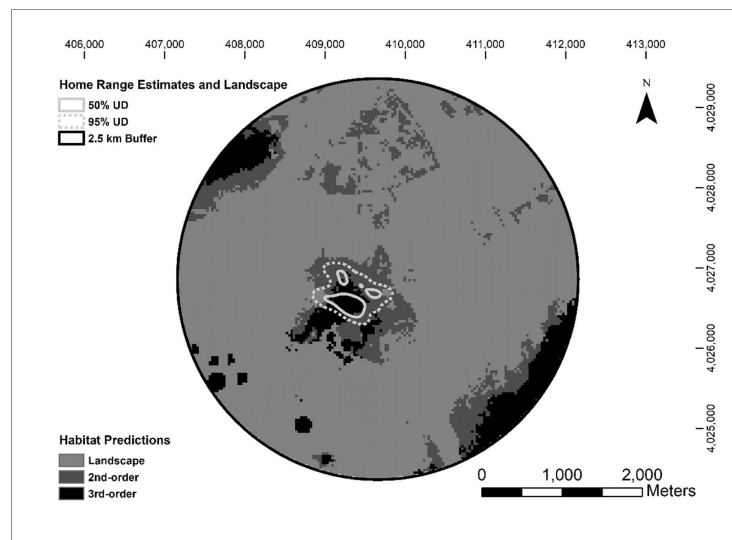 406,000 407,000 408,000 409,000 410,000 411,000 412,000 413,000
Home Range Estimates and Landscape
50% UD
95% UD
2.5 km Buffer
N
4,029,000
4,028,000
4,027,000
4,026,000
4,025,000
Habitat Predictions
Landscape
2nd-order
3rd-order
0 1,000 2,000
Meters